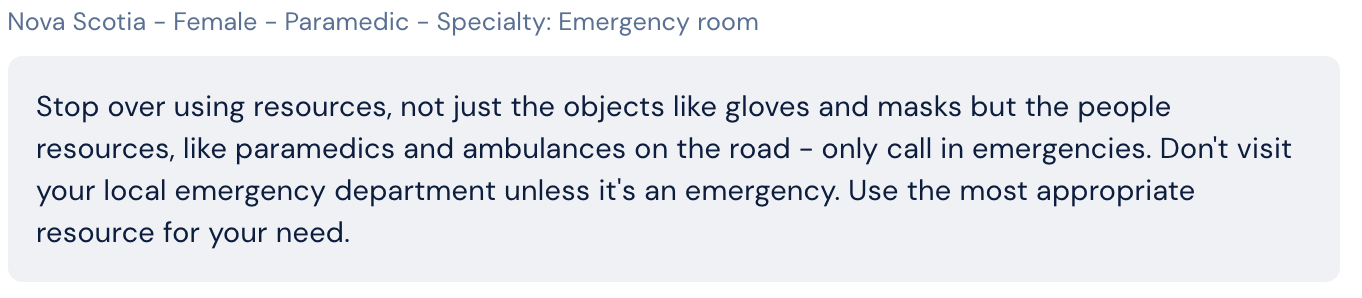 Nova Scotia - Female - Paramedic - Specialty: Emergency room
Stop over using resources, not just the objects like gloves and masks but the people
resources, like paramedics and ambulances on the road - only call in emergencies. Don't visit
your local emergency department unless it's an emergency. Use the most appropriate
resource for your need.